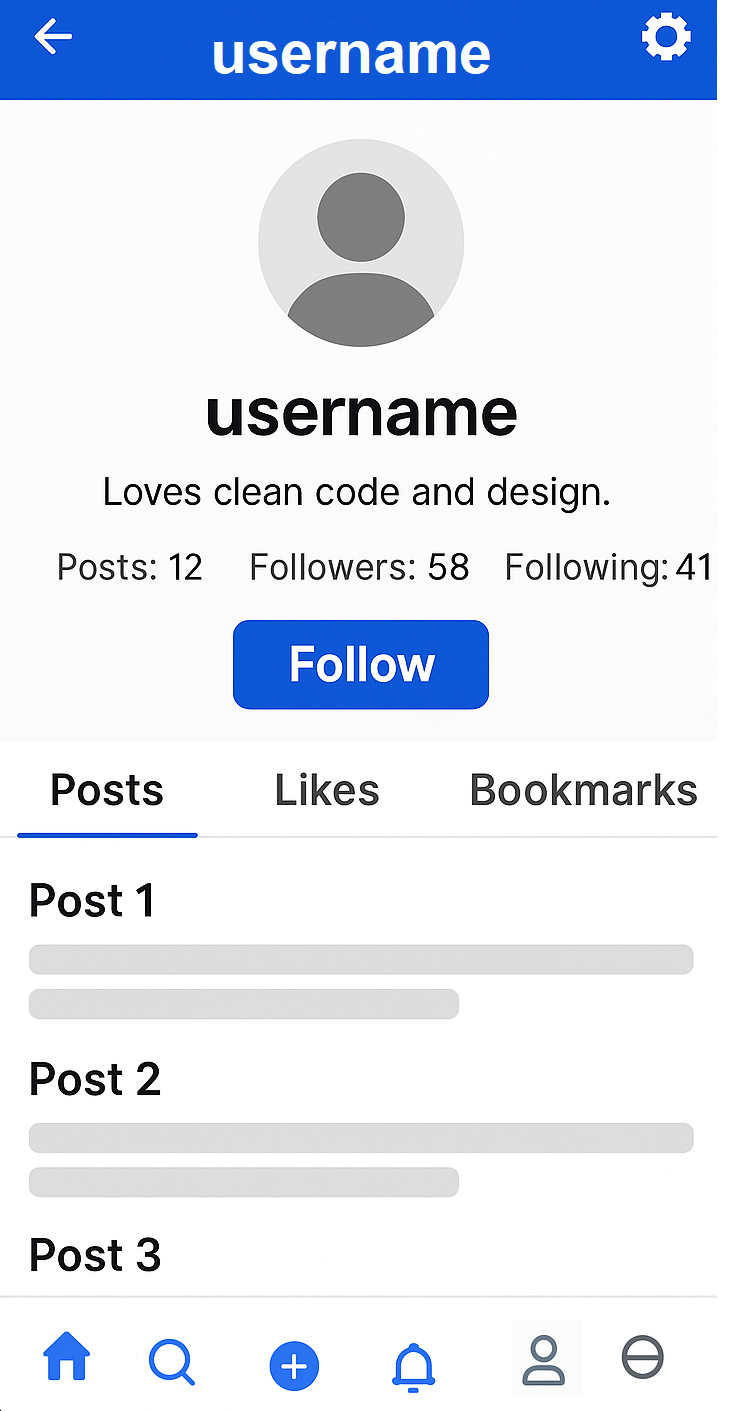 username
username
Loves clean code and design.
Posts: 12 Followers: 58 Following: 41
Follow
Posts Likes Bookmarks
Post 1
Post 2
Post 3